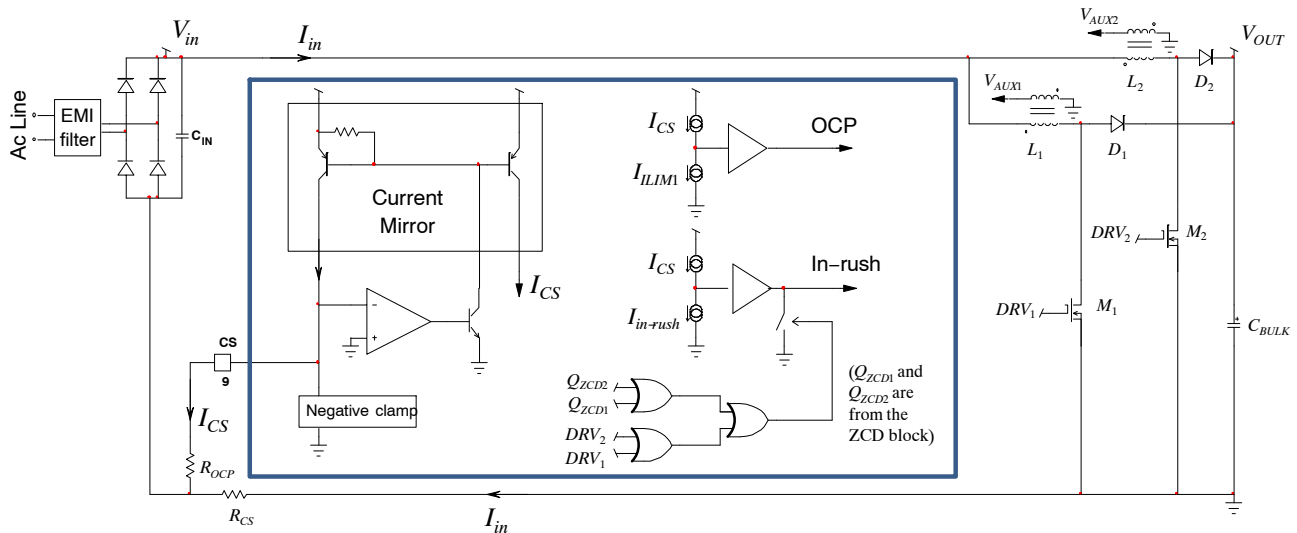 V_in
I_in
V_AUX2
V_OUT
L_2
D_2
Ac Line
EMI
filter
C_IN
V_AUX1
L_1
D_1
Current
Mirror
I_CS
OCP
I_ILIM1
I_CS
In−rush
I_in-rush
I_CS
−
+
DRV_2
M_2
DRV_1
M_1
C_BULK
+
CS
9
I_CS
Negative clamp
R_OCP
Q_ZCD2
Q_ZCD1
DRV_2
DRV_1
(Q_ZCD1 and
Q_ZCD2 are
from the
ZCD block)
R_CS
I_in